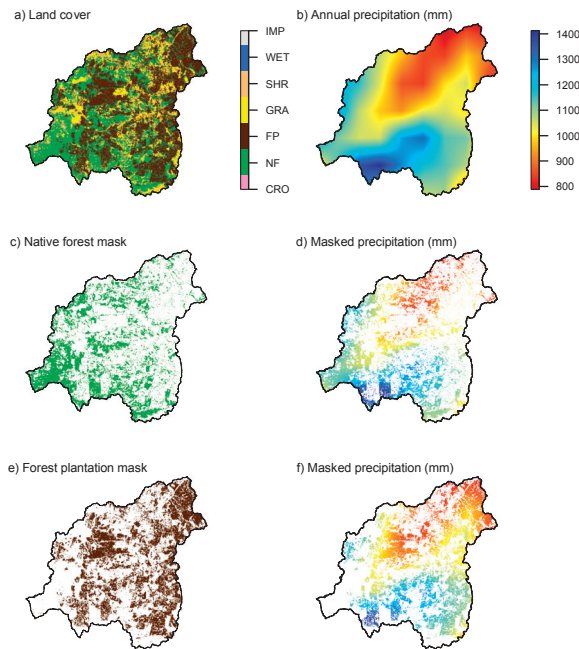 a) Land cover
IMP
WET
SHR
GRA
FP
NF
CRO
b) Annual precipitation (mm)
1400
1300
1200
1100
1000
900
800
c) Native forest mask
d) Masked precipitation (mm)
e) Forest plantation mask
f) Masked precipitation (mm)